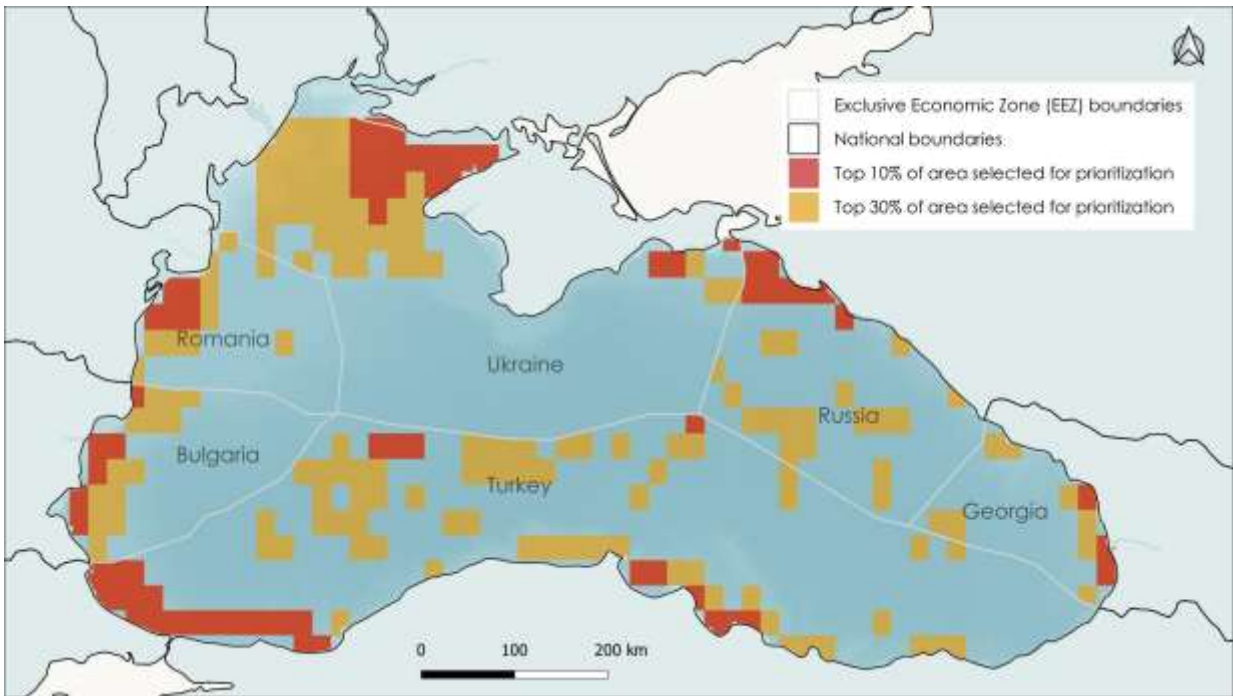 Exclusive Economic Zone (EEZ) boundaries
National boundaries
Top 10% of area selected for prioritization
Top 30% of area selected for prioritization
Romania
Ukraine
Russia
Bulgaria
Turkey
Georgia
0 100 200 km